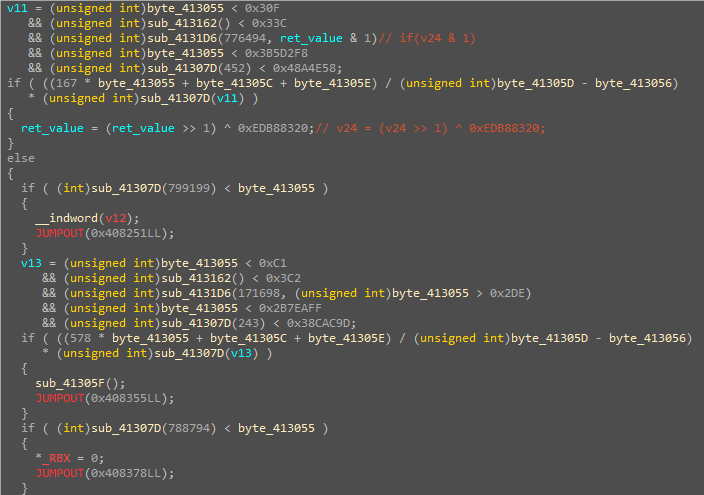 v11 = (unsigned int)byte_413055 < 0x30F
&& (unsigned int)sub_413162() < 0x33C
&& (unsigned int)sub_4131D6(776494, ret_value & 1)// if(v24 & 1)
&& (unsigned int)byte_413055 < 0x3B5D2F8
&& (unsigned int)sub_41307D(452) < 0x48A4E58;
if ( ((167 * byte_413055 + byte_41305C + byte_41305E) / (unsigned int)byte_41305D - byte_413056)
* (unsigned int)sub_41307D(v11) )
{
ret_value = (ret_value >> 1) ^ 0xEDB88320;// v24 = (v24 >> 1) ^ 0xEDB88320;
}
else
{
if ( (int)sub_41307D(799199) < byte_413055 )
{
__indword(v12);
JUMPOUT(0x408251LL);
}
v13 = (unsigned int)byte_413055 < 0xC1
&& (unsigned int)sub_413162() < 0x3C2
&& (unsigned int)sub_4131D6(171698, (unsigned int)byte_413055 > 0x2DE)
&& (unsigned int)byte_413055 < 0x2B7EAFF
&& (unsigned int)sub_41307D(243) < 0x38CAC9D;
if ( ((578 * byte_413055 + byte_41305C + byte_41305E) / (unsigned int)byte_41305D - byte_413056)
* (unsigned int)sub_41307D(v13) )
{
sub_41305F();
JUMPOUT(0x408355LL);
}
if ( (int)sub_41307D(788794) < byte_413055 )
{
*_RBX = 0;
JUMPOUT(0x408378LL);
}